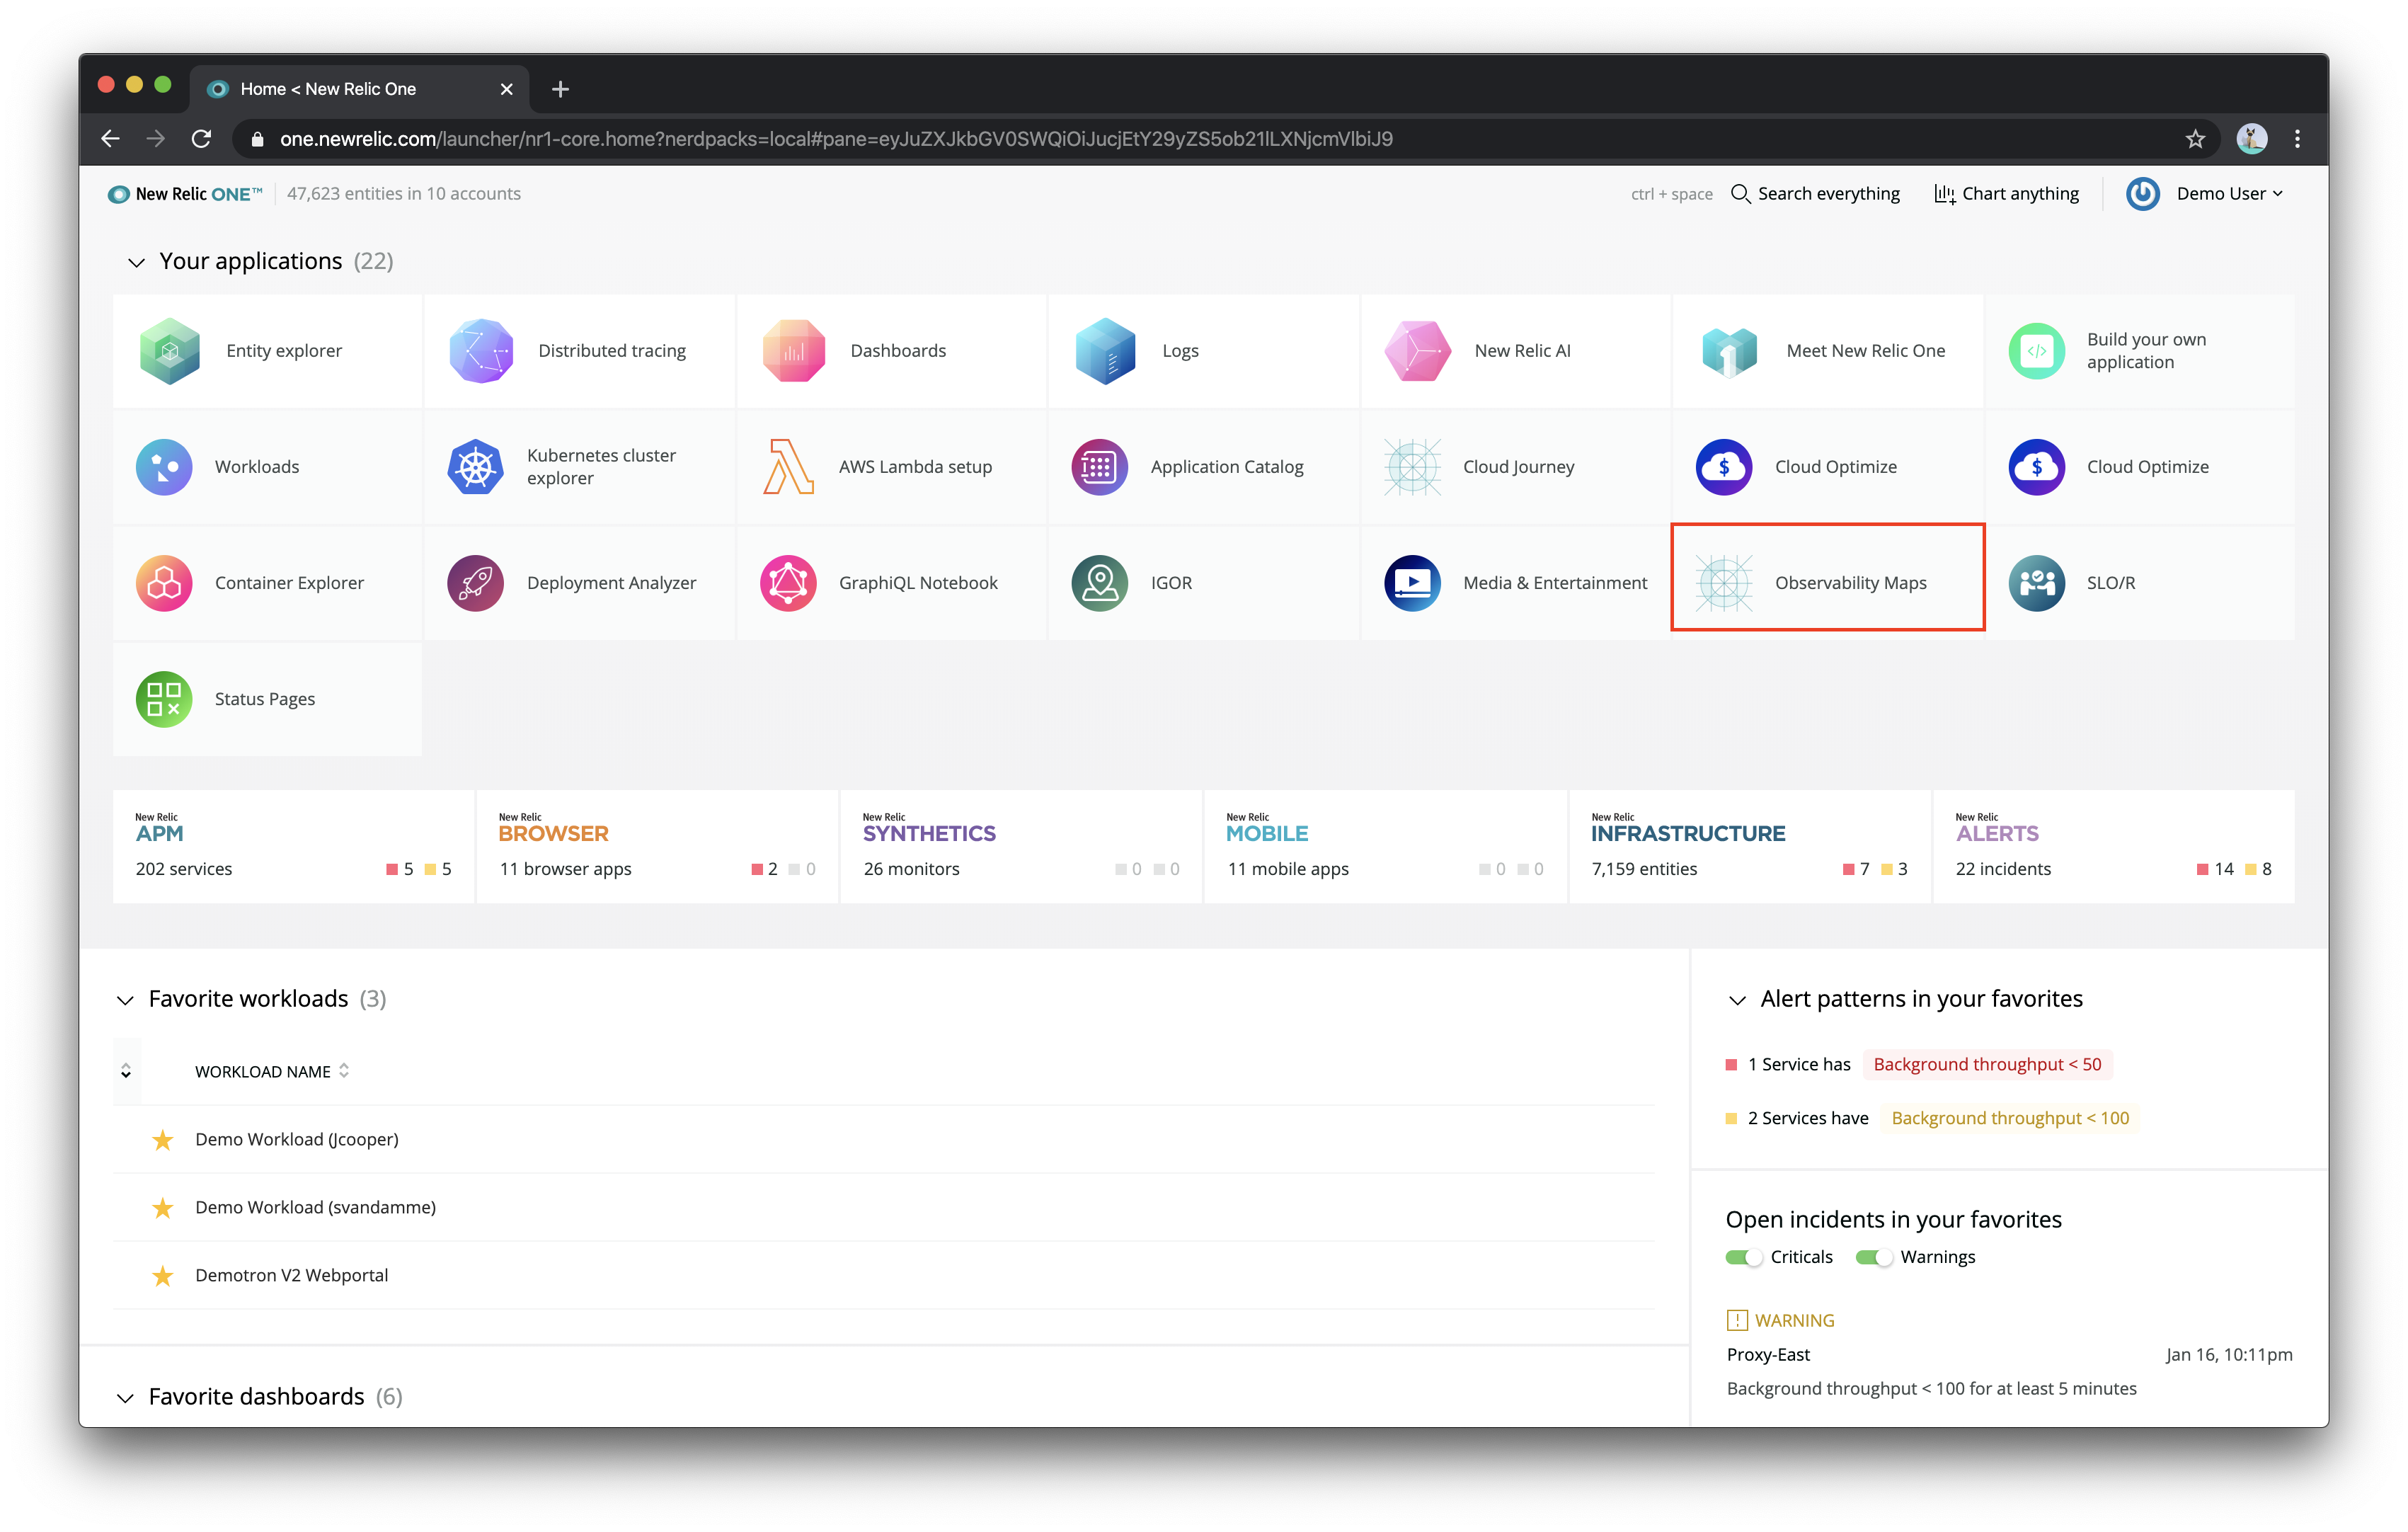 Home < New Relic One
one.newrelic.com/launcher/nr1-core.home?nerdpacks=local#pane=eyJuZXJkbGV0SWQiOiJucjEtY29yZS5ob21lLXNjcmVlbiJ9
New Relic ONE™ 47,623 entities in 10 accounts ctrl + space Search everything Chart anything Demo User
Your applications (22)
Entity explorer
Distributed tracing
Dashboards
Logs
New Relic AI
Meet New Relic One
Build your own
application
Workloads
Kubernetes cluster
explorer
AWS Lambda setup
Application Catalog
Cloud Journey
$
Cloud Optimize
$
Cloud Optimize
Container Explorer
Deployment Analyzer
GraphiQL Notebook
IGOR
Media & Entertainment
Observability Maps
SLO/R
Status Pages
New Relic
APM
202 services 5 5
New Relic
BROWSER
11 browser apps 2 0
New Relic
SYNTHETICS
26 monitors 0 0
New Relic
MOBILE
11 mobile apps 0 0
New Relic
INFRASTRUCTURE
7,159 entities 7 3
New Relic
ALERTS
22 incidents 14 8
Favorite workloads (3)
WORKLOAD NAME
Demo Workload (Jcooper)
Demo Workload (svandamme)
Demotron V2 Webportal
Favorite dashboards (6)
Alert patterns in your favorites
1 Service has Background throughput < 50
2 Services have Background throughput < 100
Open incidents in your favorites
Criticals Warnings
WARNING
Proxy-East Jan 16, 10:11pm
Background throughput < 100 for at least 5 minutes